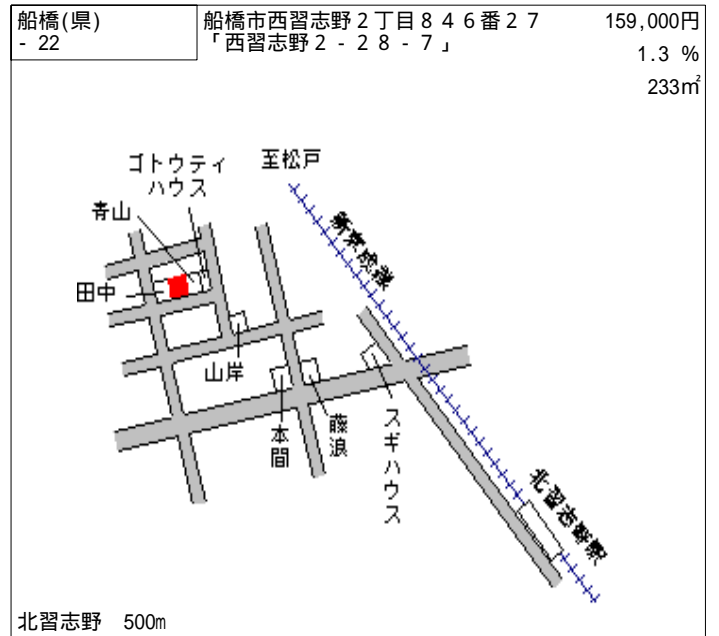 船橋(県)
- 22
船橋市西習志野２丁目８４６番２７
「西習志野２ - ２８ - ７」
159,000円
1.3 %
233㎡
ゴトウティ
ハウス
至松戸
青山
新京成線
田中
山岸
本間
藤浪
スギハウス
北習志野駅
北習志野 500m